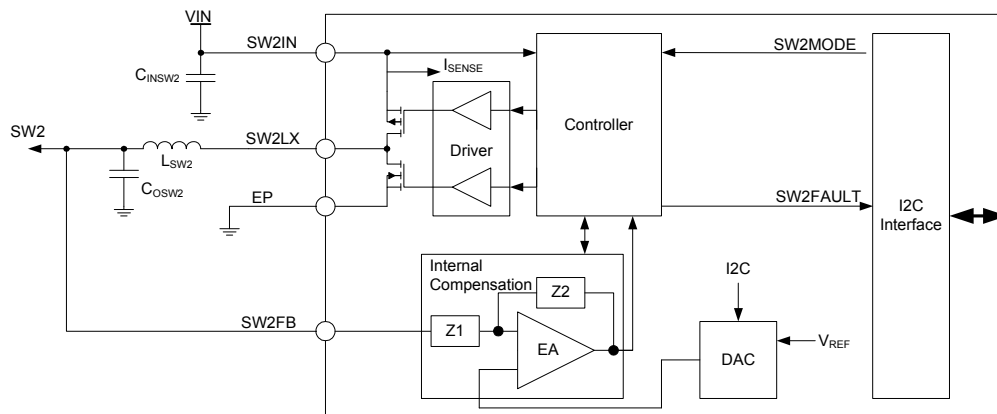 VIN
SW2IN
SW2MODE
CINSW2
ISENSE
SW2
SW2LX
Controller
LSW2
Driver
COSW2
EP
SW2FAULT
I2C
Interface
Internal
Compensation
I2C
Z2
SW2FB
Z1
EA
DAC
VREF